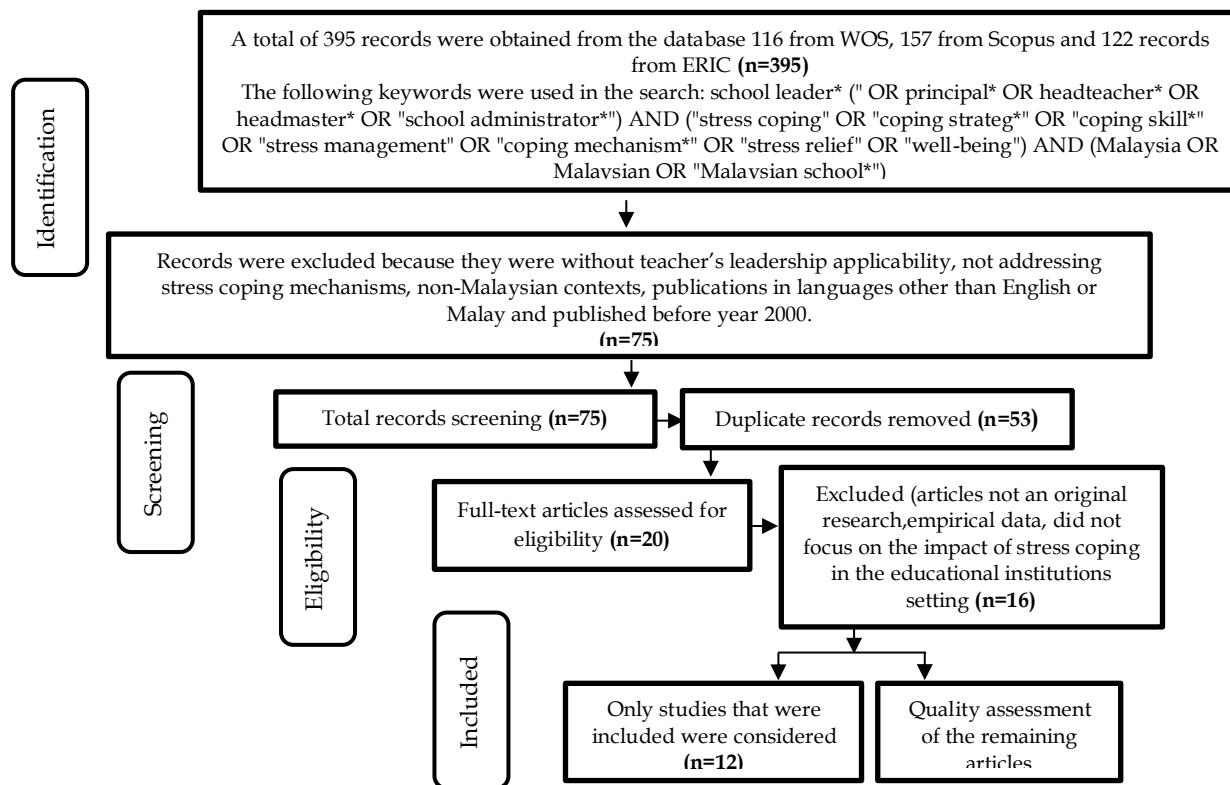 A total of 395 records were obtained from the database 116 from WOS, 157 from Scopus and 122 records
from ERIC (n=395)
The following keywords were used in the search: school leader* (" OR principal* OR headteacher* OR
headmaster* OR "school administrator*") AND ("stress coping" OR "coping strateg*" OR "coping skill*"
OR "stress management" OR "coping mechanism*" OR "stress relief" OR "well-being") AND (Malaysia OR
Malaysian OR "Malaysian school*")
Identification
Records were excluded because they were without teacher's leadership applicability, not addressing
stress coping mechanisms, non-Malaysian contexts, publications in languages other than English or
Malay and published before year 2000.
(n=75)
Screening
Total records screening (n=75)
Duplicate records removed (n=53)
Eligibility
Full-text articles assessed for
eligibility (n=20)
Excluded (articles not an original
research,empirical data, did not
focus on the impact of stress coping
in the educational institutions
setting (n=16)
Included
Only studies that were
included were considered
(n=12)
Quality assessment
of the remaining
articles